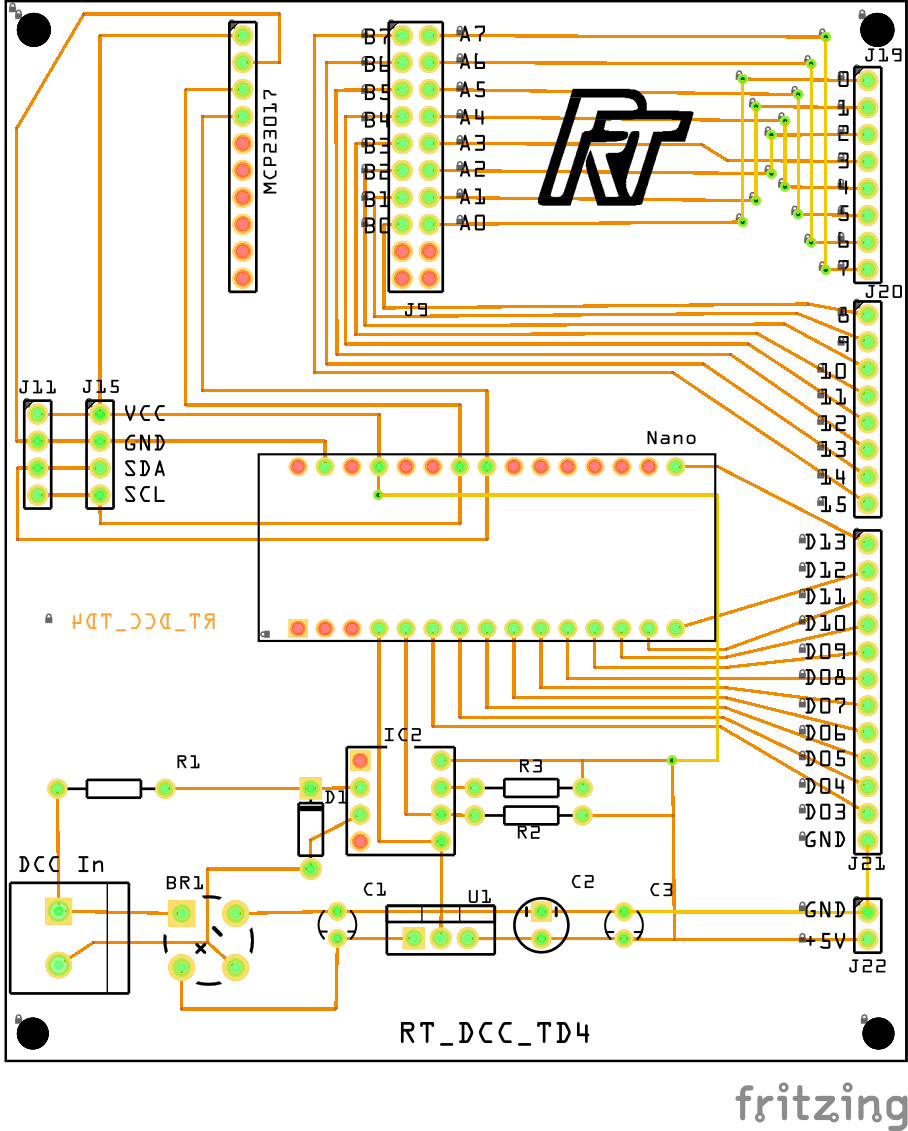 B7 A7
B6 A6
B5 A5
B4 A4
B3 A3
B2 A2
B1 A1
B0 A0
MCP23017
J9
RT
J19
0
1
2
3
4
5
6
7
J20
8
9
10
11
12
13
14
15
J11 J15
VCC
GND
SDA
SCL
Nano
D13
D12
D11
D10
D09
D08
D07
D06
D05
D04
D03
GND
J21
RT_DCC_TD4
IC2
R1
R3
D1
R2
DCC In
BR1
C1
U1
C2
C3
GND
+5V
J22
RT_DCC_TD4
fritzing